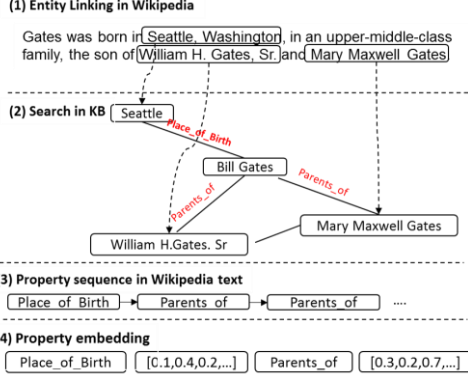 (1) Entity Linking in Wikipedia
Gates was born in Seattle, Washington, in an upper-middle-class
family, the son of William H. Gates, Sr. and Mary Maxwell Gates
(2) Search in KB
Seattle
Place_of_Birth
Bill Gates
Parents_of
Parents_of
Mary Maxwell Gates
William H.Gates. Sr
3) Property sequence in Wikipedia text
Place_of_Birth Parents_of Parents_of ....
4) Property embedding
Place_of_Birth [0.1,0.4,0.2,...] Parents_of [0.3,0.2,0.7,...]